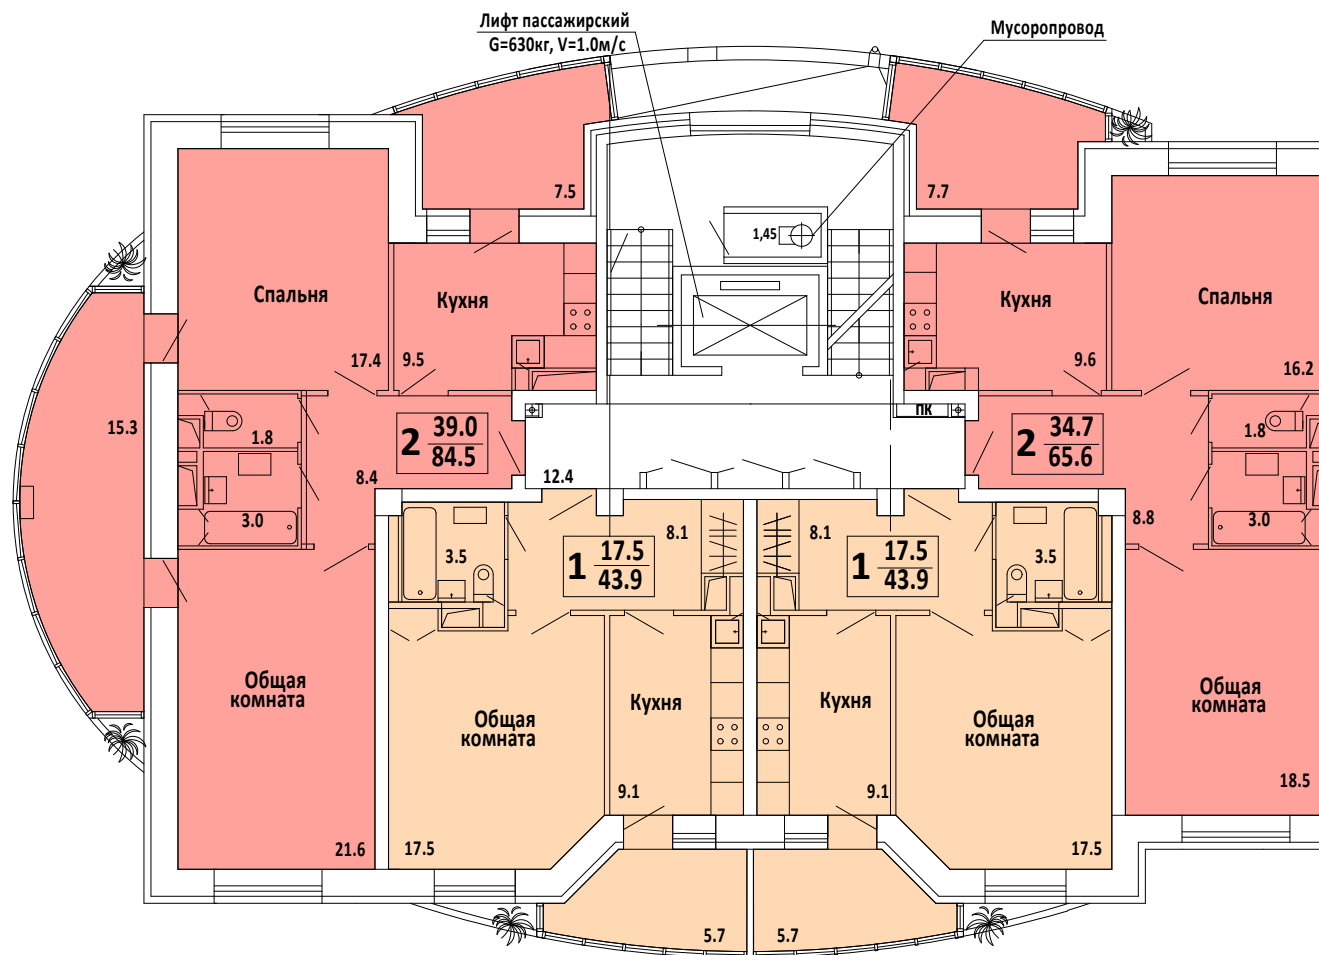 Лифт пассажирский
G=630кг, V=1.0м/с
Мусоропровод
7.5
7.7
1,45
Спальня
Кухня
Кухня
Спальня
17.4
9.5
9.6
16.2
15.3
1.8
2 39.0
84.5
ПК
2 34.7
65.6
1.8
8.4
12.4
3.0
8.8
3.0
3.5
8.1
1 17.5
43.9
8.1
1 17.5
43.9
3.5
Общая
комната
Общая
комната
Кухня
Кухня
Общая
комната
Общая
комната
18.5
9.1
9.1
21.6
17.5
17.5
5.7
5.7